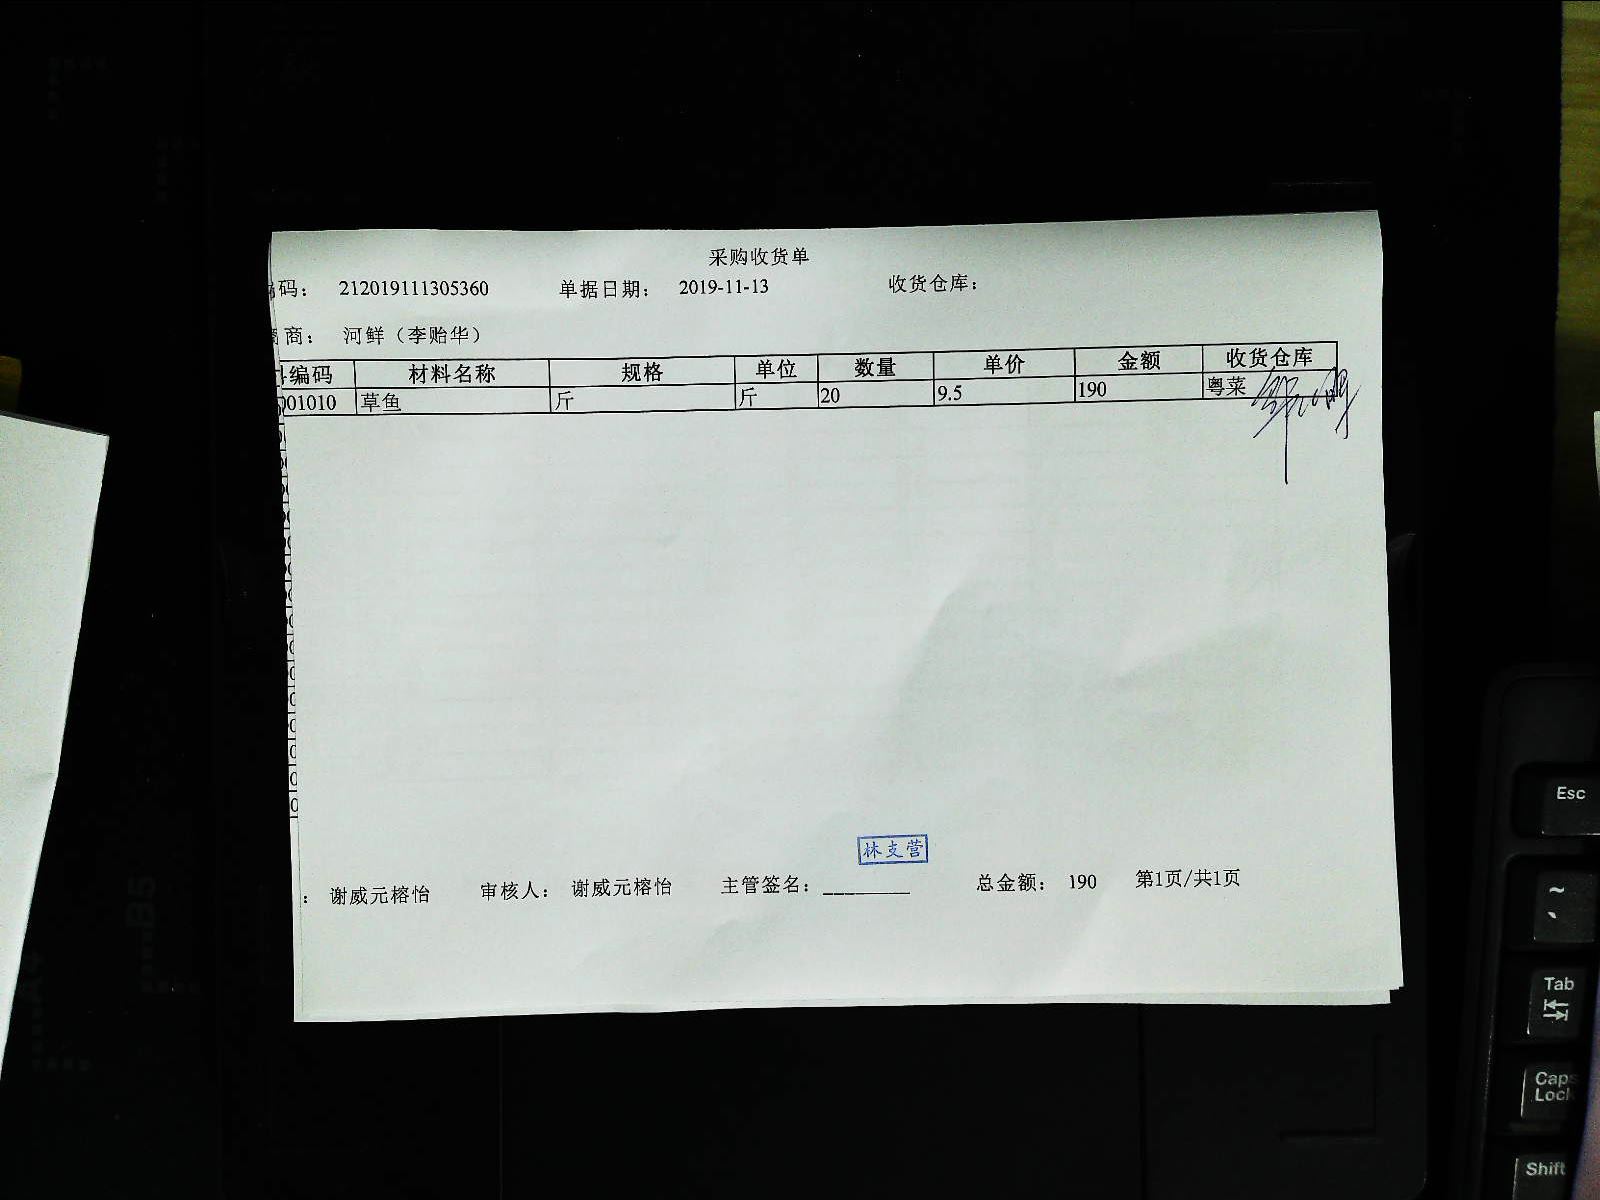 采购收货单
码： 212019111305360 单据日期： 2019-11-13 收货仓库：
商： 河鲜（李贻华）
编码 材料名称 规格 单位 数量 单价 金额 收货仓库
001010 草鱼 斤 斤 20 9.5 190 粤菜
林支营
： 谢威元榕怡 审核人： 谢威元榕怡 主管签名：________ 总金额： 190 第1页/共1页
Esc
~
`
Tab
Caps
Lock
Shift
B5
A4